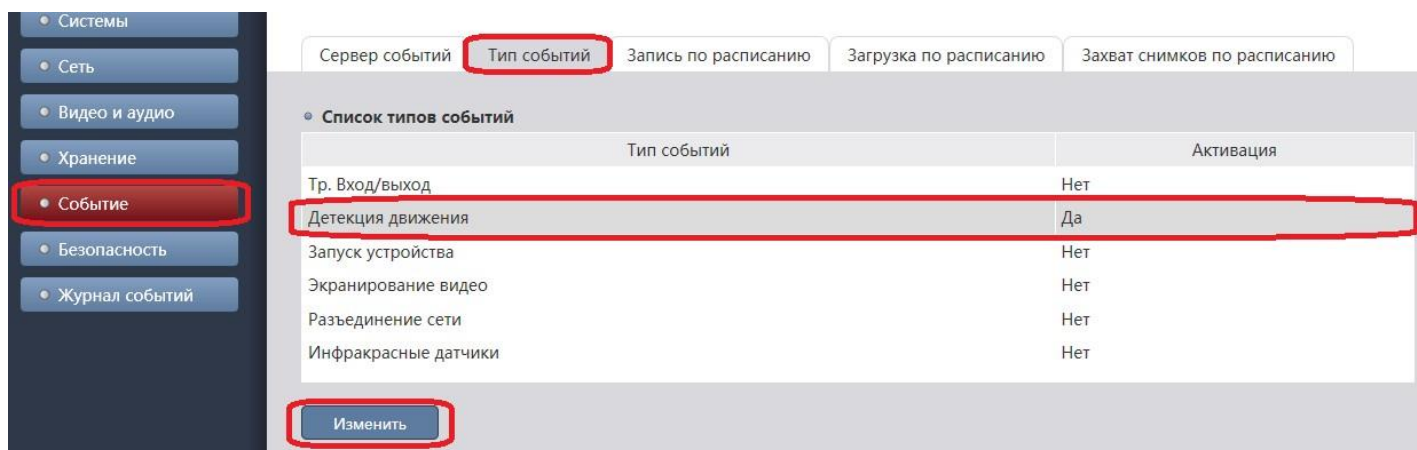 Системы
Сеть
Видео и аудио
Хранение
Событие
Безопасность
Журнал событий
Сервер событий Тип событий Запись по расписанию Загрузка по расписанию Захват снимков по расписанию
Список типов событий
Тип событий Активация
Тр. Вход/выход Нет
Детекция движения Да
Запуск устройства Нет
Экранирование видео Нет
Разъединение сети Нет
Инфракрасные датчики Нет
Изменить